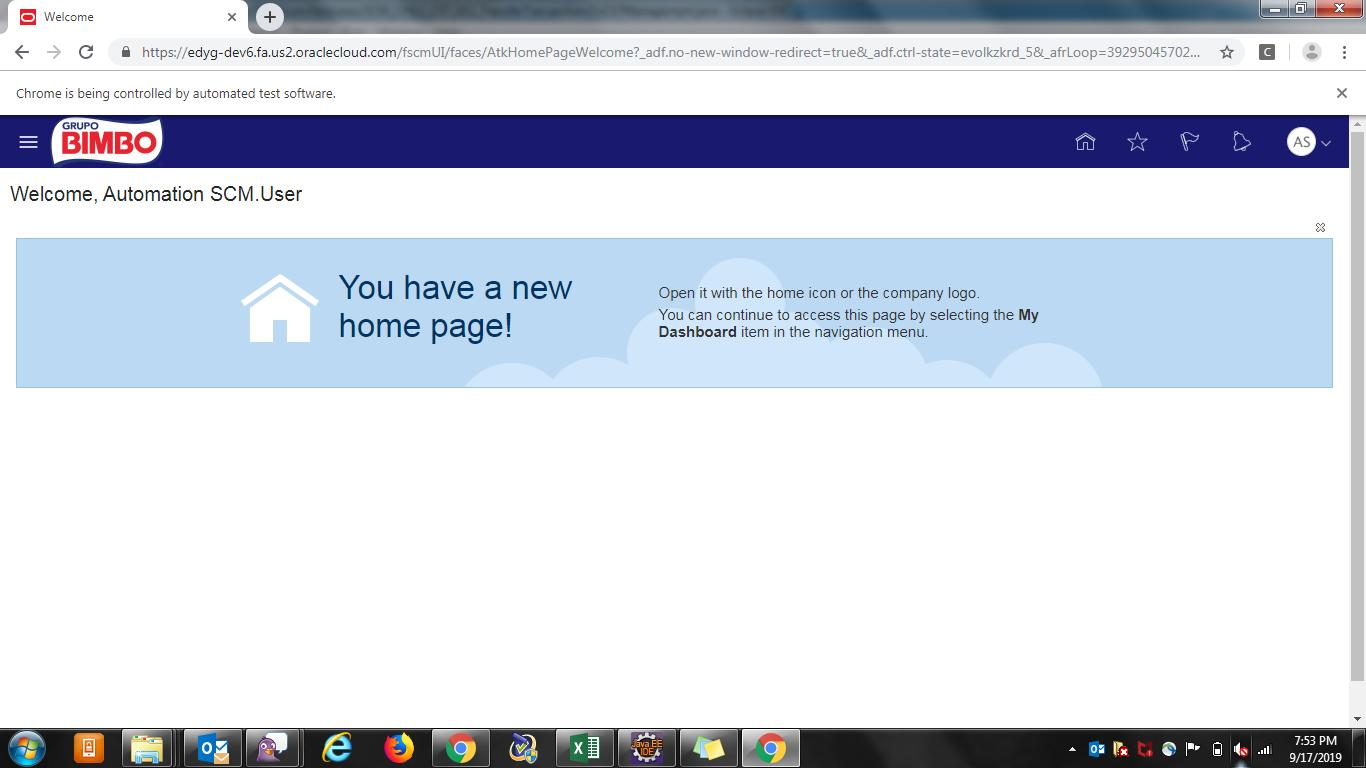 Welcome
https://edyg-dev6.fa.us2.oraclecloud.com/fscmUI/faces/AtkHomePageWelcome?_adf.no-new-window-redirect=true&_adf.ctrl-state=evolkzkrd_5&_afrLoop=39295045702...
C
Chrome is being controlled by automated test software.
GRUPO
BIMBO
AS
Welcome, Automation SCM.User
You have a new
home page!
Open it with the home icon or the company logo.
You can continue to access this page by selecting the My
Dashboard item in the navigation menu.
Java EE
IDE
7:53 PM
9/17/2019